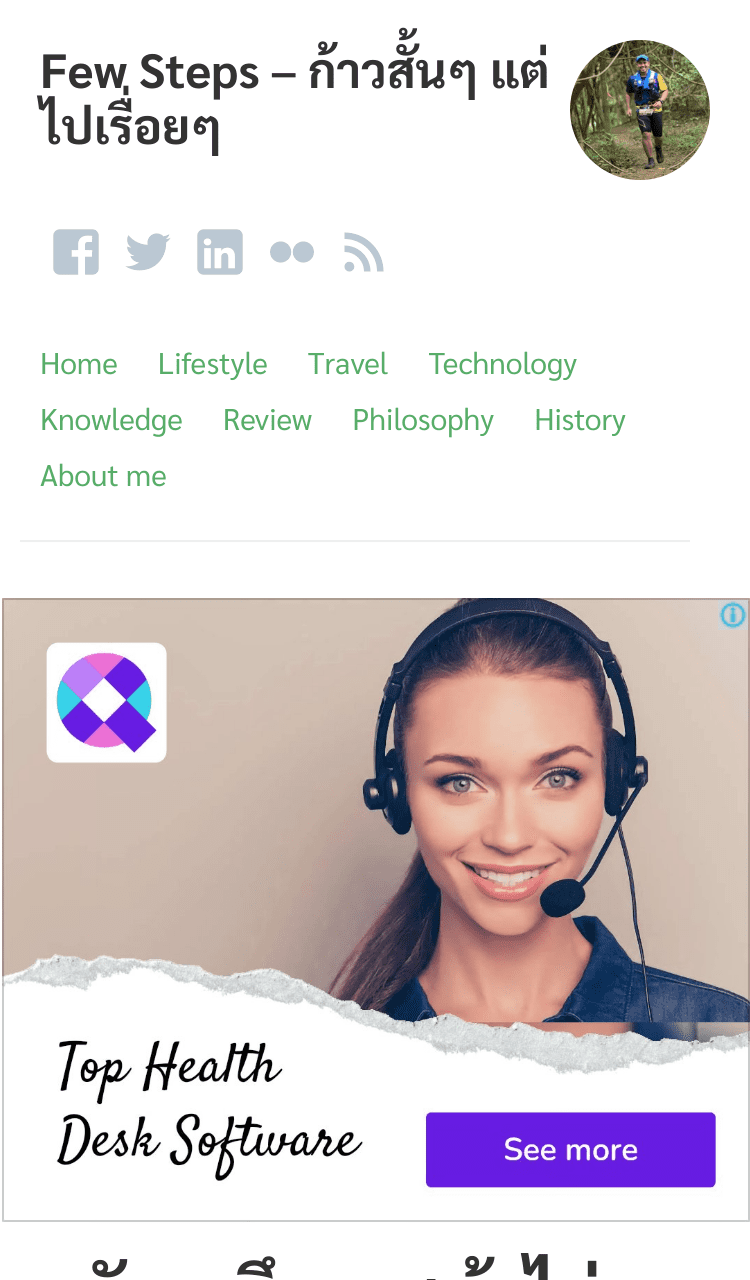 Few Steps – ก้าวสั้นๆ แต่
ไปเรื่อยๆ
Home Lifestyle Travel Technology
Knowledge Review Philosophy History
About me
Top Health
Desk Software
See more